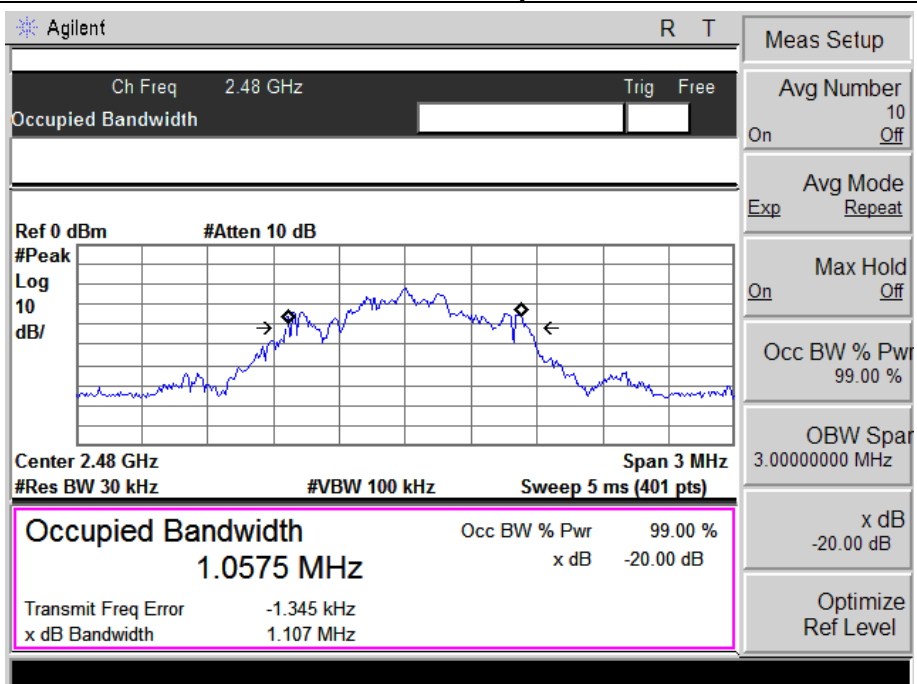 Agilent R T
Ch Freq 2.48 GHz Trig Free
Occupied Bandwidth
Ref 0 dBm #Atten 10 dB
#Peak
Log
10
dB/
Center 2.48 GHz Span 3 MHz
#Res BW 30 kHz #VBW 100 kHz Sweep 5 ms (401 pts)
Occupied Bandwidth
1.0575 MHz
Occ BW % Pwr 99.00 %
x dB -20.00 dB
Transmit Freq Error -1.345 kHz
x dB Bandwidth 1.107 MHz
Meas Setup
Avg Number
10
On Off
Avg Mode
Exp Repeat
Max Hold
On Off
Occ BW % Pwr
99.00 %
OBW Span
3.00000000 MHz
x dB
-20.00 dB
Optimize
Ref Level